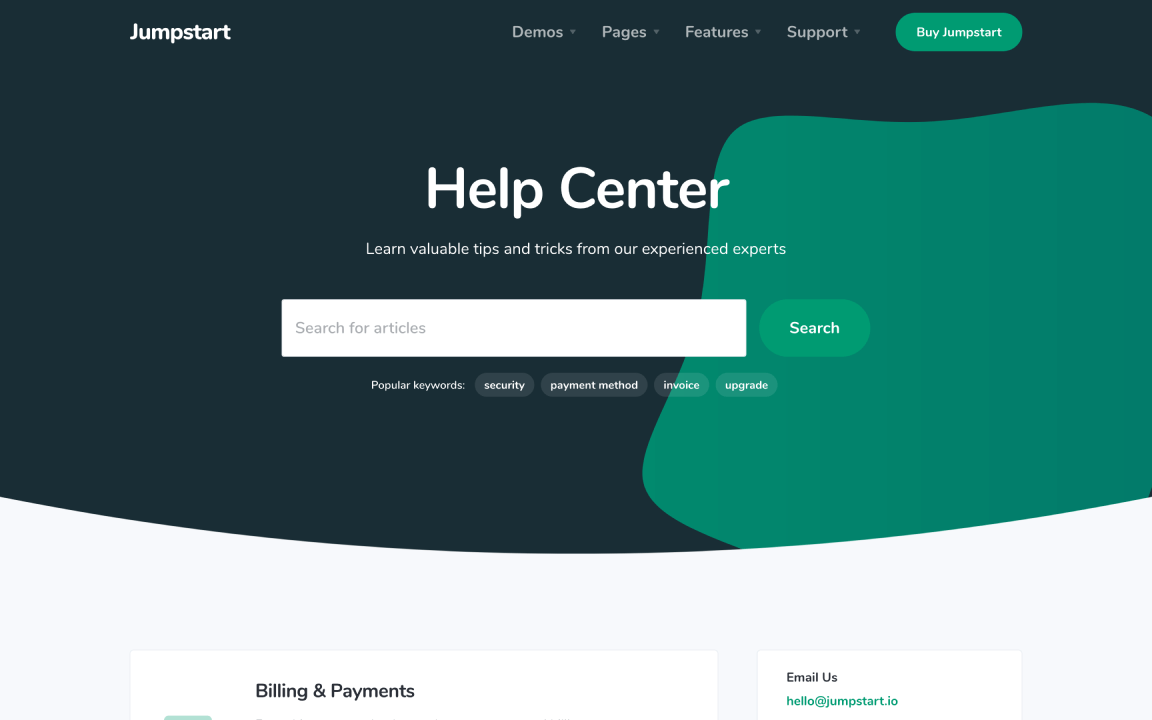 Jumpstart
Demos Pages Features Support Buy Jumpstart
Help Center
Learn valuable tips and tricks from our experienced experts
Search for articles Search
Popular keywords: security payment method invoice upgrade
Billing & Payments
Email Us
hello@jumpstart.io